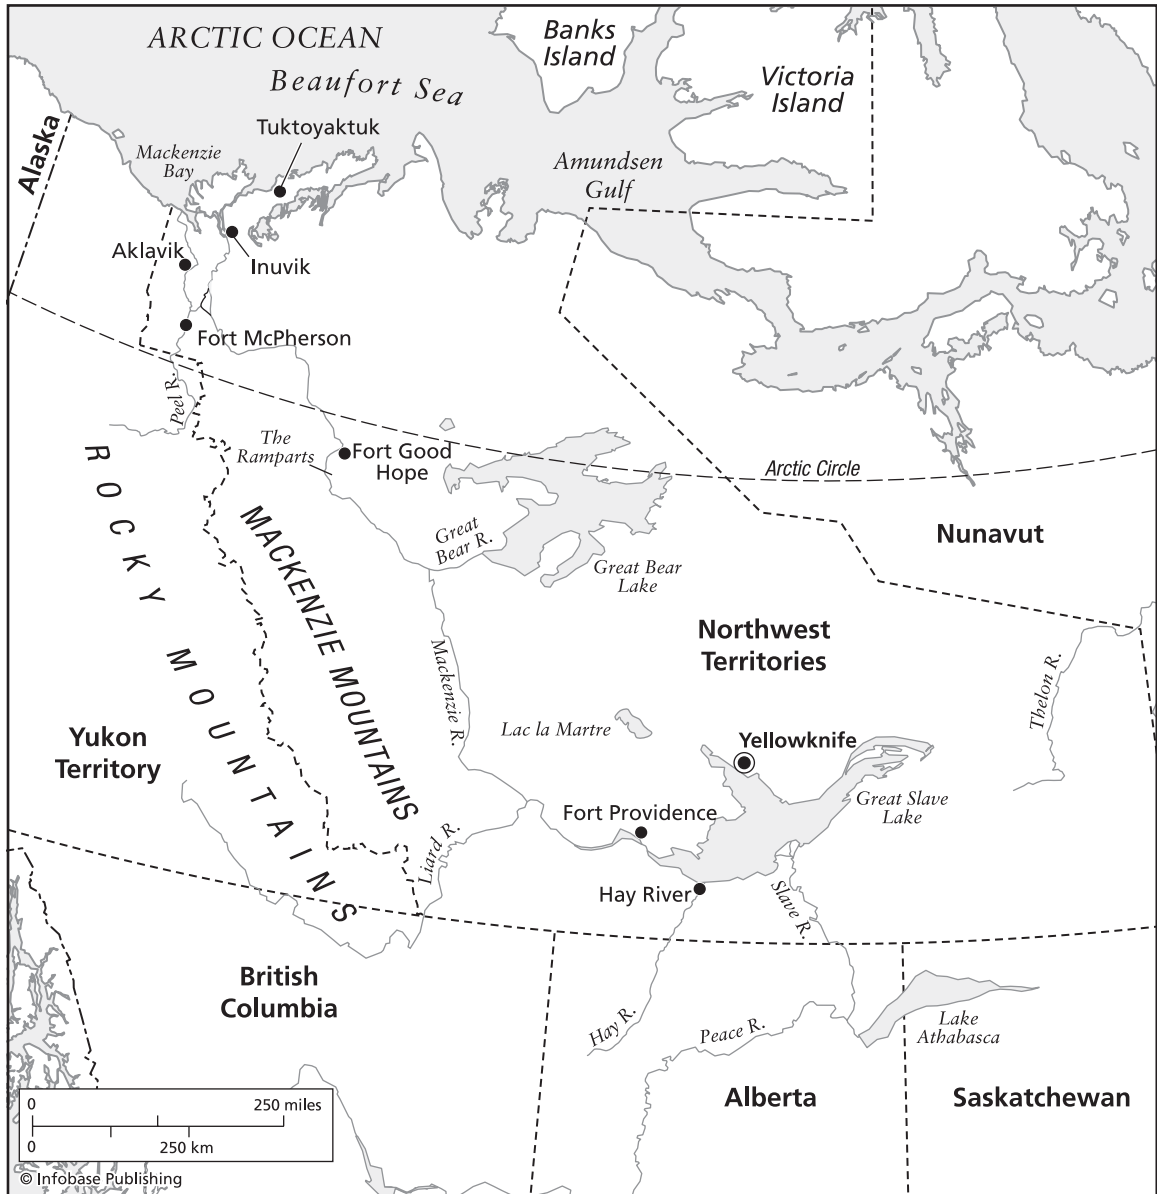 ARCTIC OCEAN
Beaufort Sea
Banks
Island
Victoria
Island
Alaska
Tuktoyaktuk
Mackenzie
Bay
Amundsen
Gulf
Aklavik
Inuvik
Fort McPherson
Peel R.
The
Ramparts
Fort Good
Hope
Arctic Circle
ROCKY MOUNTAINS
MACKENZIE MOUNTAINS
Great
Bear R.
Great Bear
Lake
Nunavut
Northwest
Territories
Mackenzie R.
Thelon R.
Lac la Martre
Yukon
Territory
Yellowknife
Great Slave
Lake
Fort Providence
Liard R.
Hay River
Slave R.
British
Columbia
Hay R.
Peace R.
Lake
Athabasca
Alberta
Saskatchewan
0 250 miles
0 250 km
© Infobase Publishing